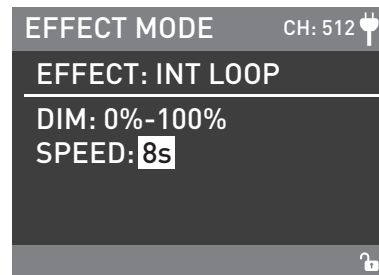 EFFECT MODE CH: 512
EFFECT: INT LOOP
DIM: 0%-100%
SPEED: 8s